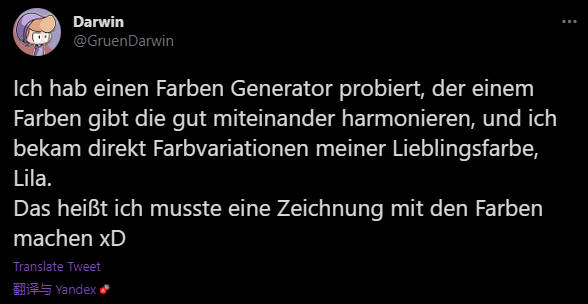 Darwin
@GruenDarwin
Ich hab einen Farben Generator probiert, der einem
Farben gibt die gut miteinander harmonieren, und ich
bekam direkt Farbvariationen meiner Lieblingsfarbe,
Lila.
Das heißt ich musste eine Zeichnung mit den Farben
machen xD
Translate Tweet
翻译与 Yandex